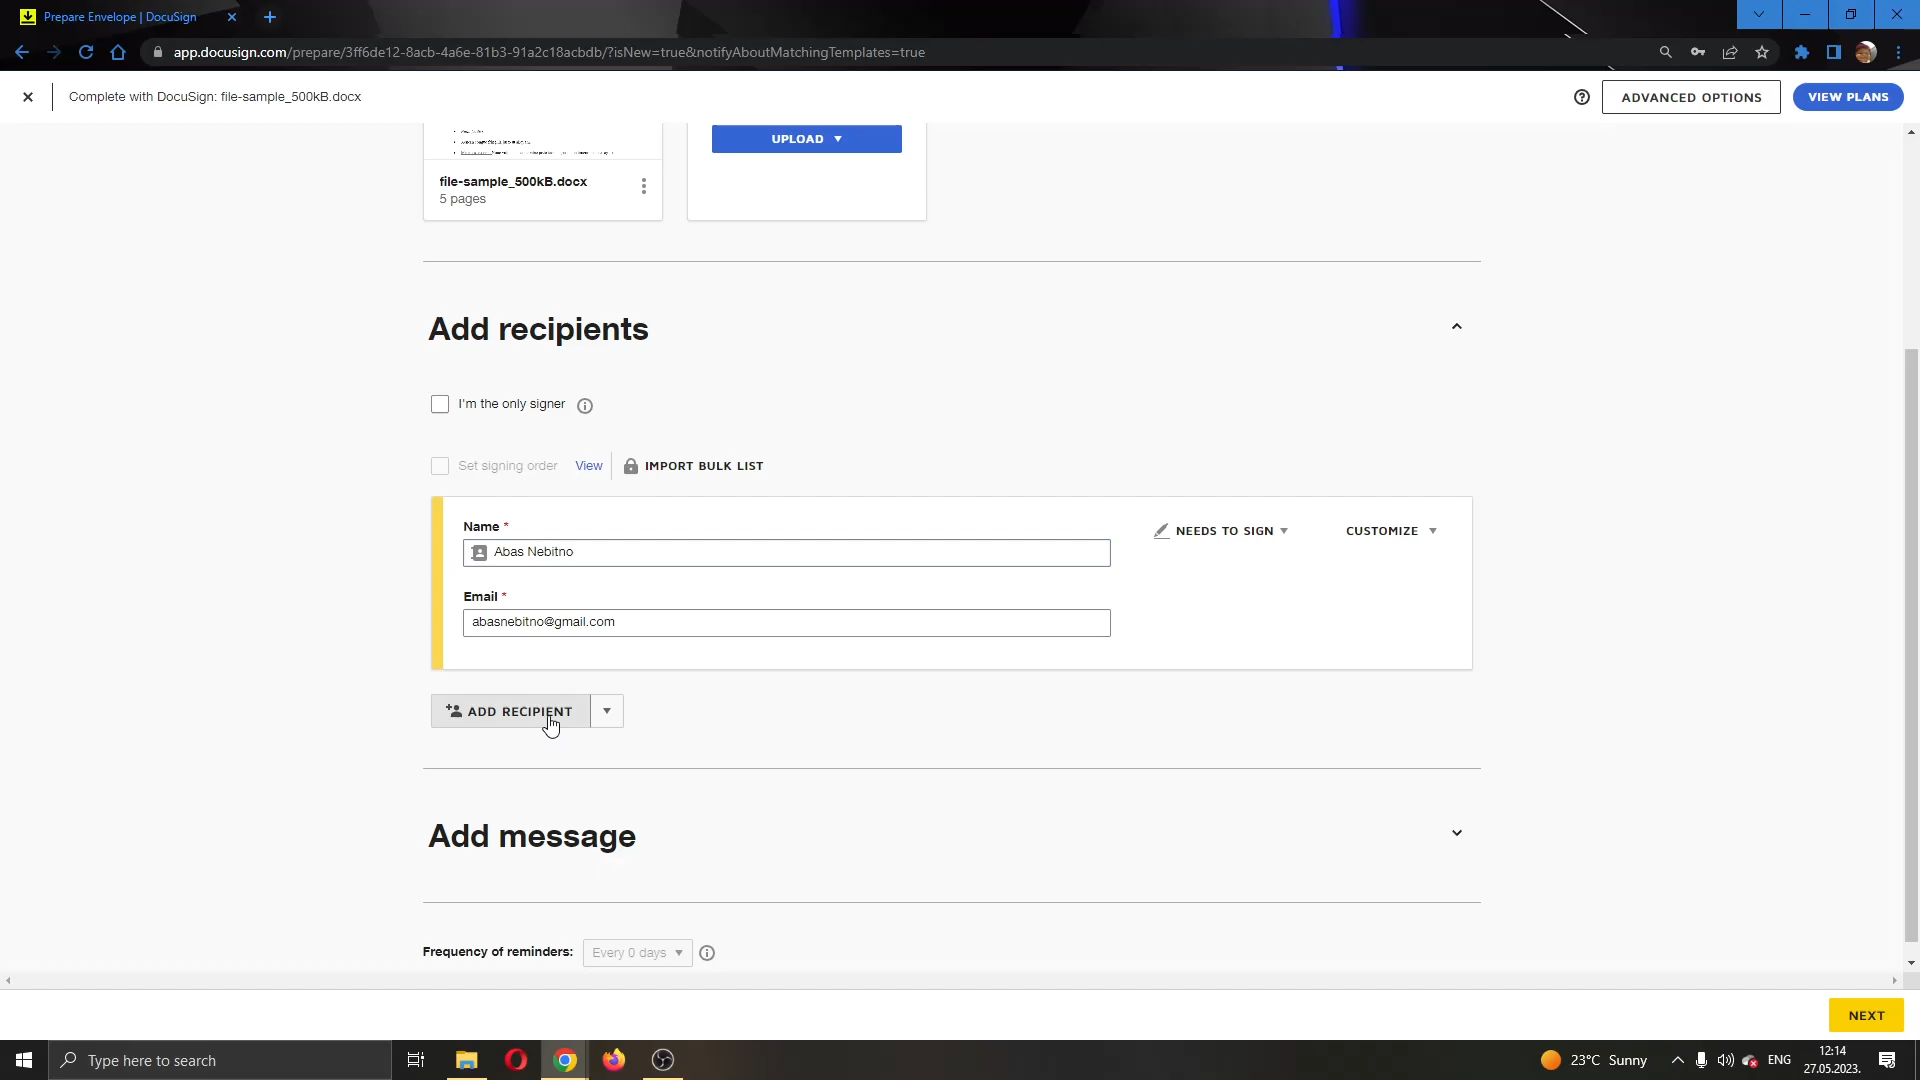 Prepare Envelope | DocuSign
app.docusign.com/prepare/3ff6de12-8acb-4a6e-81b3-91a2c18acbdb/?isNew=true&notifyAboutMatchingTemplates=true
Complete with DocuSign: file-sample_500kB.docx
ADVANCED OPTIONS
VIEW PLANS
UPLOAD
file-sample_500kB.docx
5 pages
Add recipients
I'm the only signer
Set signing order View IMPORT BULK LIST
Name *
NEEDS TO SIGN
CUSTOMIZE
Abas Nebitno
Email *
abasnebitno@gmail.com
ADD RECIPIENT
Add message
Frequency of reminders: Every 0 days
NEXT
Type here to search
23°C Sunny
ENG
12:14
27.05.2023.